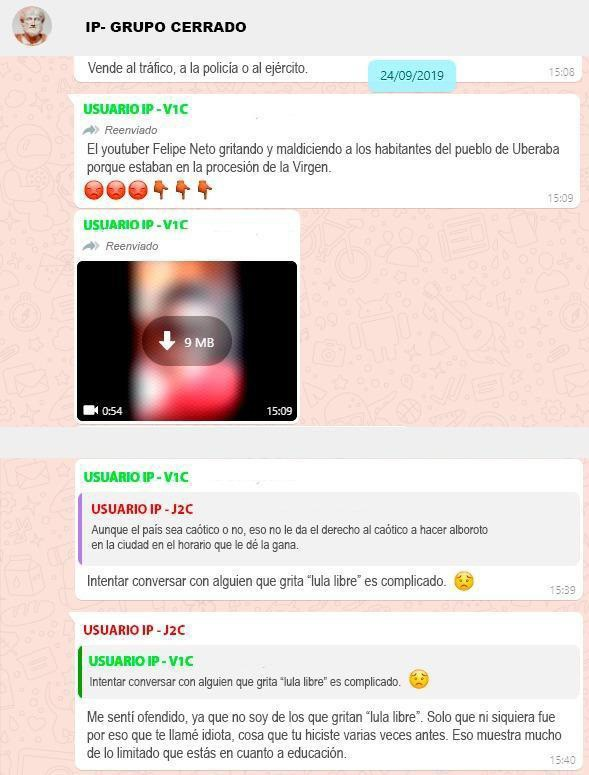 IP- GRUPO CERRADO
Vende al tráfico, a la policía o al ejército.
15:08
24/09/2019
USUARIO IP - V1C
Reenviado
El youtuber Felipe Neto gritando y maldiciendo a los habitantes del pueblo de Uberaba
porque estaban en la procesión de la Virgen.
😡😡😡👇👇👇
15:09
USUARIO IP - V1C
Reenviado
9 MB
0:54
15:09
USUARIO IP - V1C
USUARIO IP - J2C
Aunque el país sea caótico o no, eso no le da el derecho al caótico a hacer alboroto
en la ciudad en el horario que le dé la gana.
Intentar conversar con alguien que grita “lula libre” es complicado. 😟
15:39
USUARIO IP - J2C
USUARIO IP - V1C
Intentar conversar con alguien que grita “lula libre” es complicado. 😟
Me sentí ofendido, ya que no soy de los que gritan “lula libre”. Solo que ni siquiera fue
por eso que te llamé idiota, cosa que tu hiciste varias veces antes. Eso muestra mucho
de lo limitado que estás en cuanto a educación.
15:40